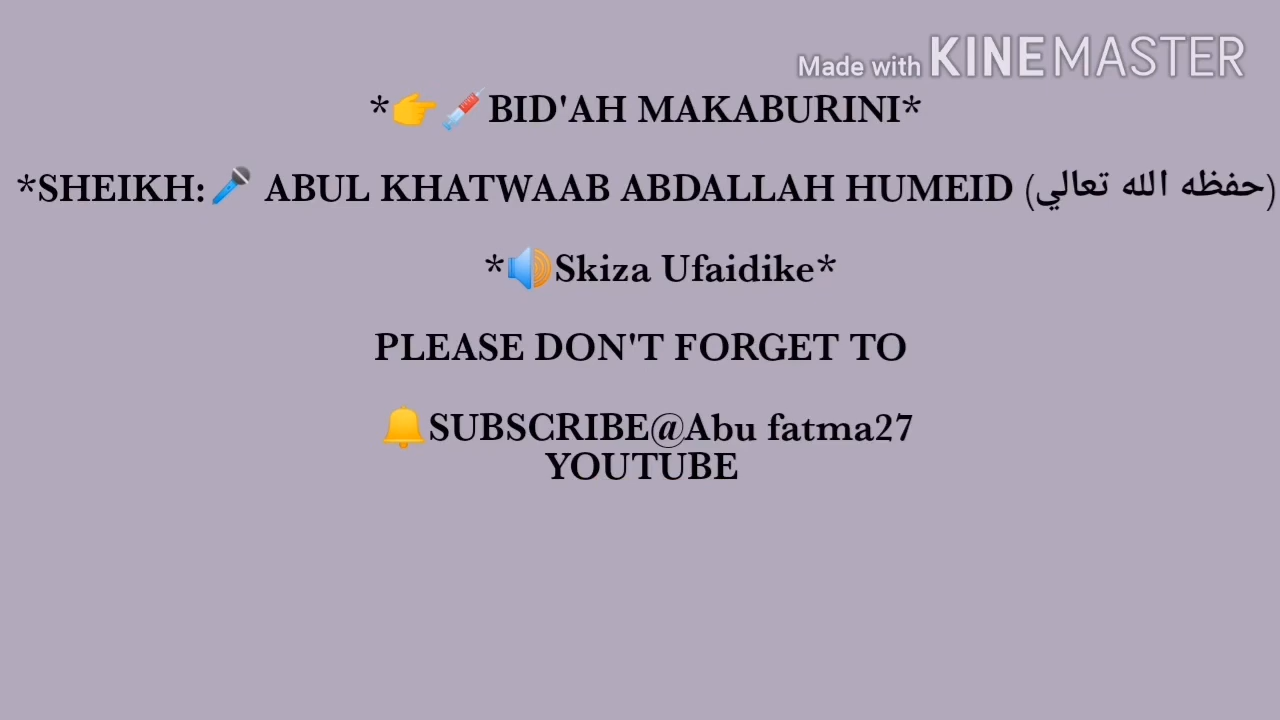 Made with KINEMASTER
*👉💉BID'AH MAKABURINI*
*SHEIKH:🎤 ABUL KHATWAAB ABDALLAH HUMEID (حفظه الله تعالي)
*🔊Skiza Ufaidike*
PLEASE DON'T FORGET TO
🔔SUBSCRIBE@Abu fatma27
YOUTUBE